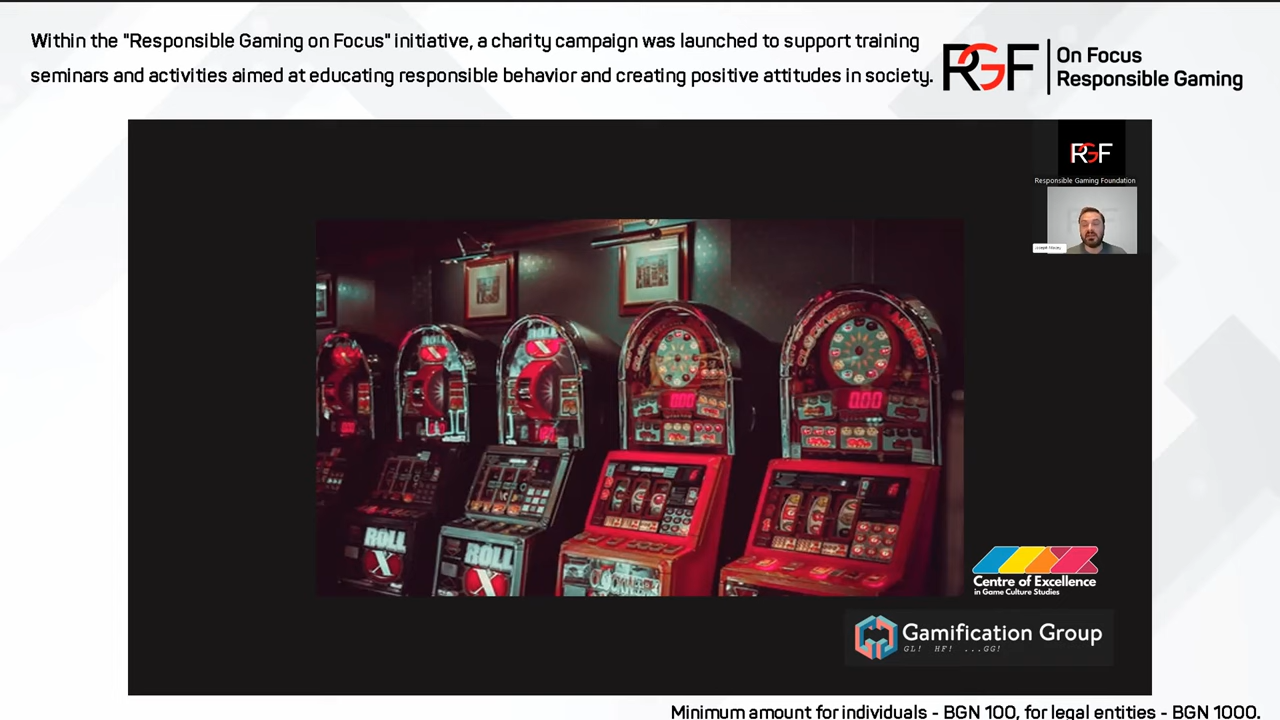 Within the "Responsible Gaming on Focus" initiative, a charity campaign was launched to support training
seminars and activities aimed at educating responsible behavior and creating positive attitudes in society.
RGF
On Focus
Responsible Gaming
RGF
Responsible Gaming Foundation
ROLL
X
ROLL
X
0.00
Centre of Excellence
in Game Culture Studies
Gamification Group
GL! HF! ...GG!
Minimum amount for individuals - BGN 100, for legal entities - BGN 1000.